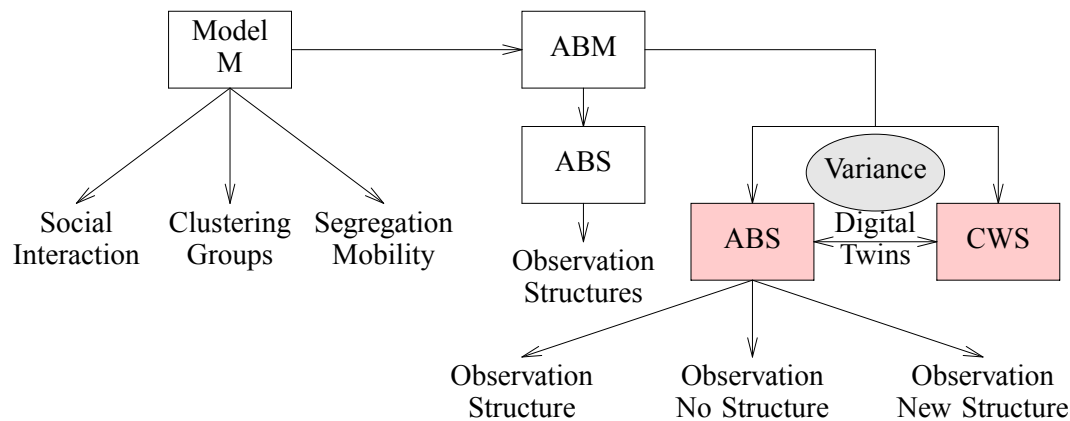 Model
M
ABM
ABS
Variance
Social
Interaction
Clustering
Groups
Segregation
Mobility
ABS
Digital
Twins
CWS
Observation
Structures
Observation
Structure
Observation
No Structure
Observation
New Structure